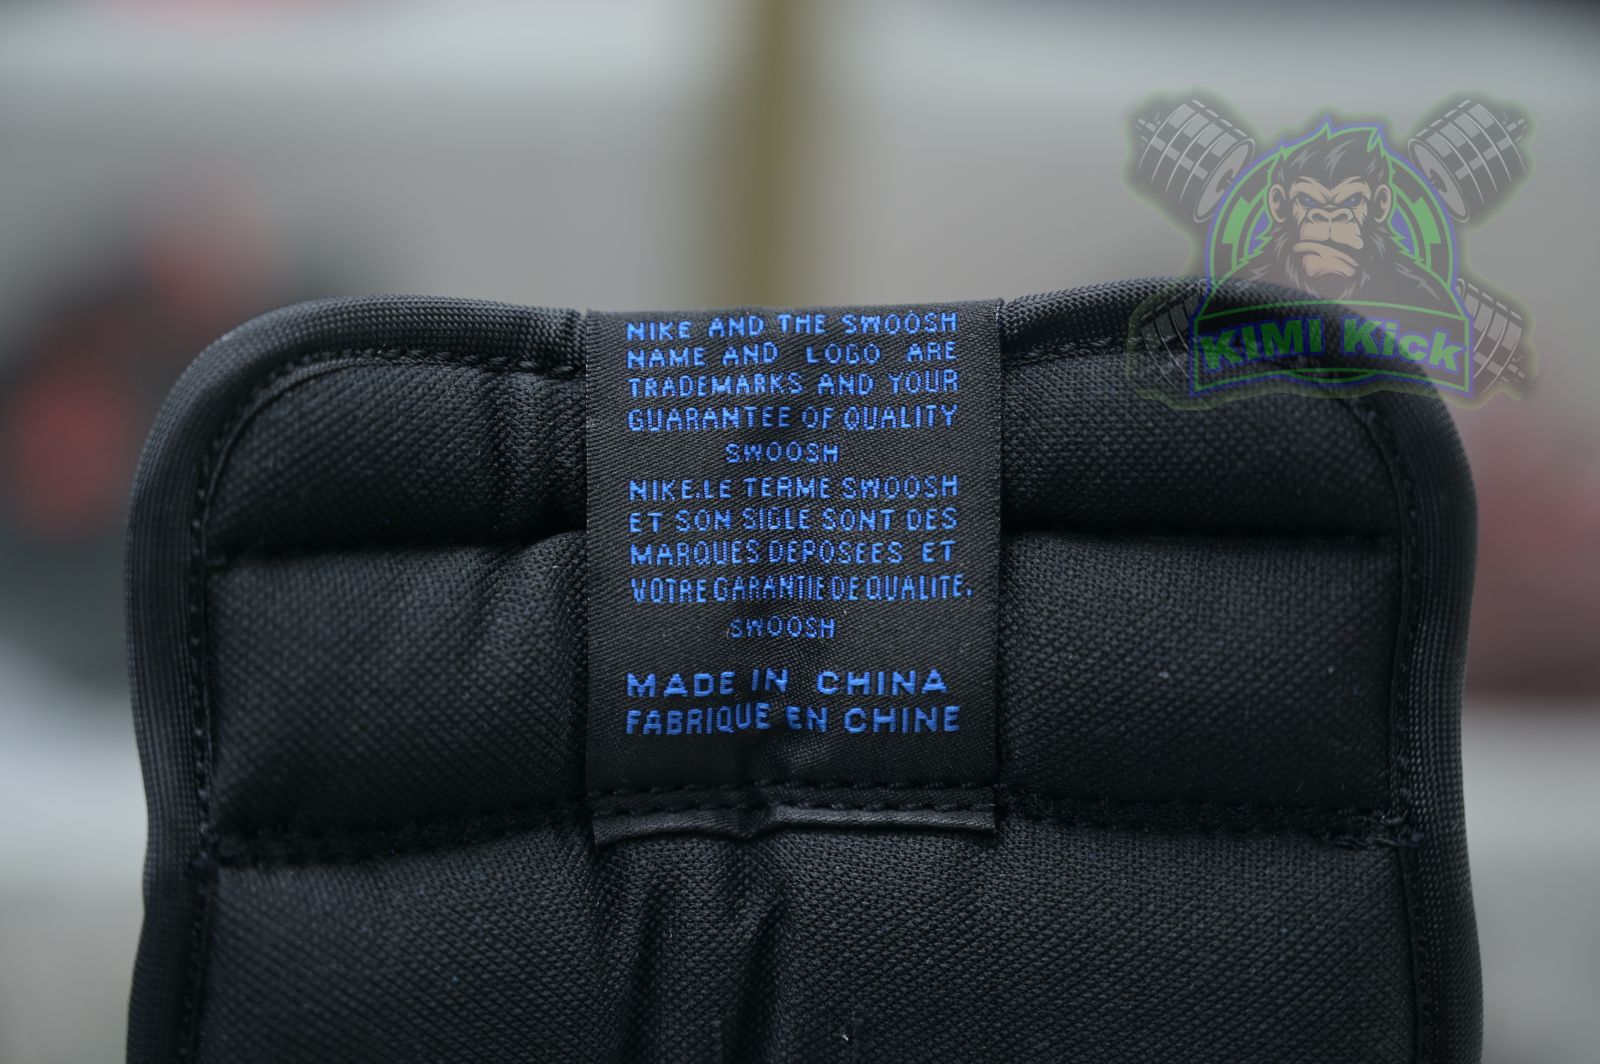 NIKE AND THE SWOOSH
NAME AND LOGO ARE
TRADEMARKS AND YOUR
GUARANTEE OF QUALITY
SWOOSH
NIKE.LE TERME SWOOSH
ET SON SIGLE SONT DES
MARQUES DEPOSEES ET
VOTRE GARANTIE DE QUALITE.
SWOOSH
MADE IN CHINA
FABRIQUE EN CHINE
KIMI Kick